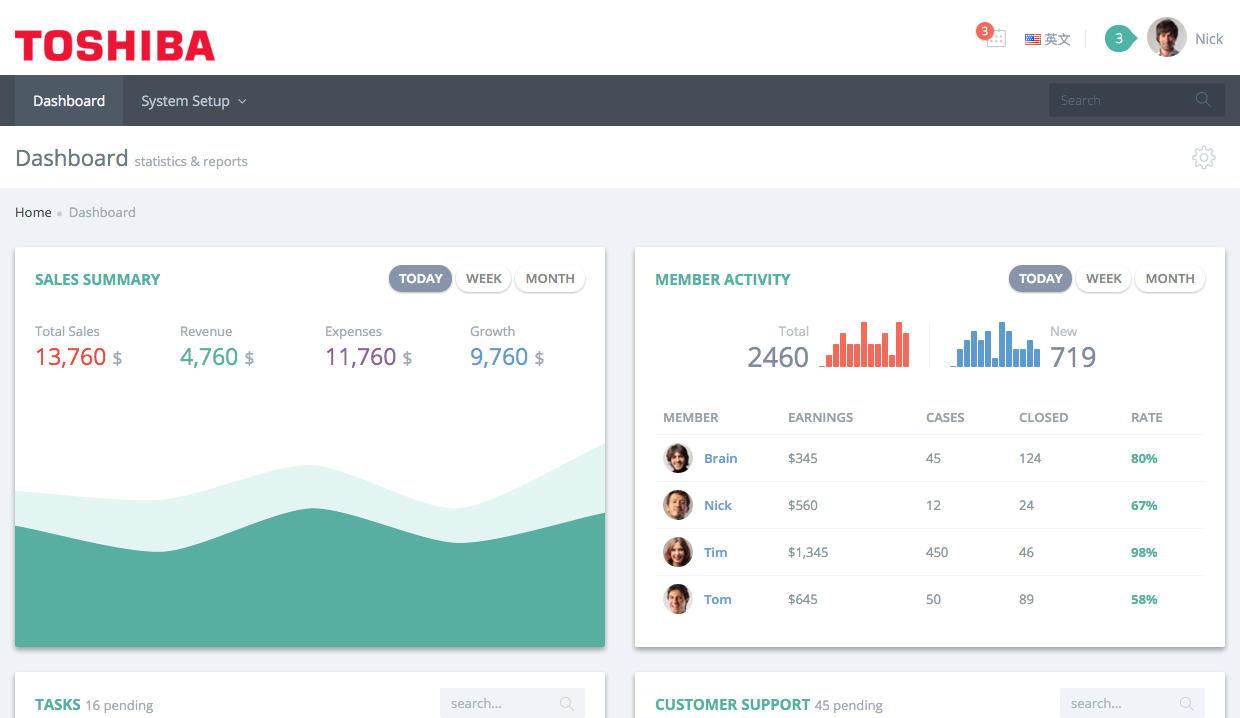 TOSHIBA
3
英文
3
Nick
Dashboard
System Setup
Search
Dashboard statistics & reports
Home Dashboard
SALES SUMMARY
TODAY WEEK MONTH
Total Sales
13,760 $
Revenue
4,760 $
Expenses
11,760 $
Growth
9,760 $
MEMBER ACTIVITY
TODAY WEEK MONTH
Total
2460
New
719
MEMBER EARNINGS CASES CLOSED RATE
Brain $345 45 124 80%
Nick $560 12 24 67%
Tim $1,345 450 46 98%
Tom $645 50 89 58%
TASKS 16 pending
search...
CUSTOMER SUPPORT 45 pending
search...